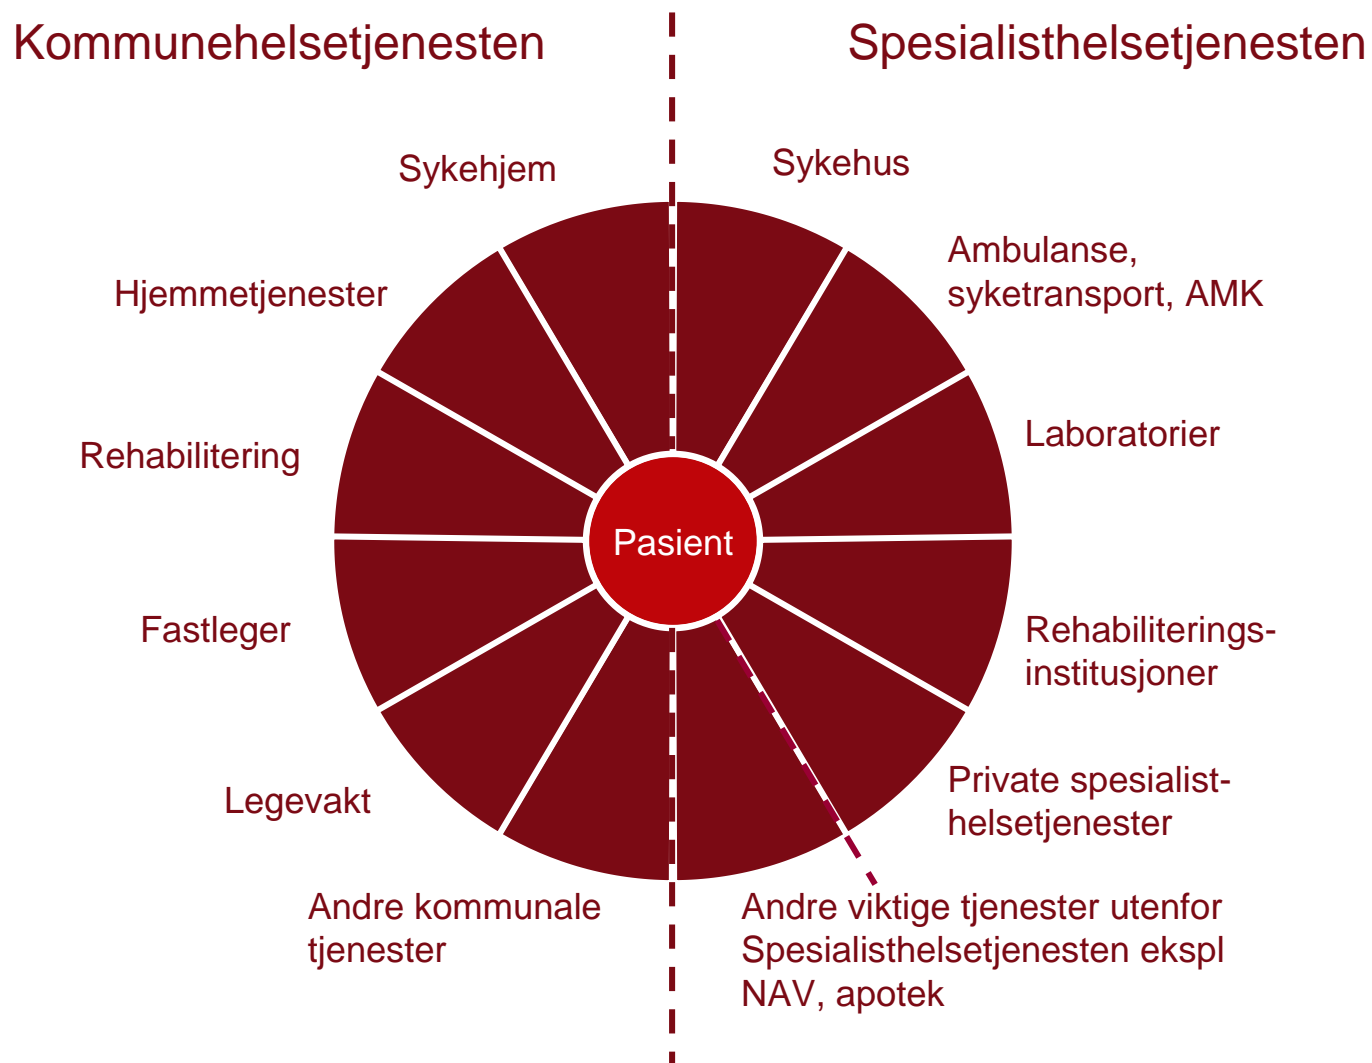 Kommunehelsetjenesten
Spesialisthelsetjenesten
Sykehjem
Sykehus
Hjemmetjenester
Ambulanse,
syketransport, AMK
Rehabilitering
Laboratorier
Pasient
Fastleger
Rehabiliterings-
institusjoner
Legevakt
Private spesialist-
helsetjenester
Andre kommunale
tjenester
Andre viktige tjenester utenfor
Spesialisthelsetjenesten ekspl
NAV, apotek